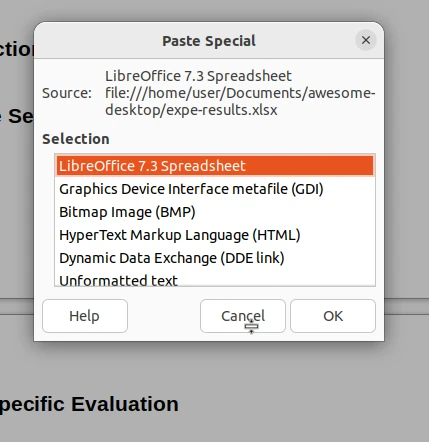 Paste Special
Source:
LibreOffice 7.3 Spreadsheet
file:///home/user/Documents/awesome-
desktop/expe-results.xlsx
Selection
LibreOffice 7.3 Spreadsheet
Graphics Device Interface metafile (GDI)
Bitmap Image (BMP)
HyperText Markup Language (HTML)
Dynamic Data Exchange (DDE link)
Unformatted text
Help
Cancel
OK
ction
e Se
pecific Evaluation